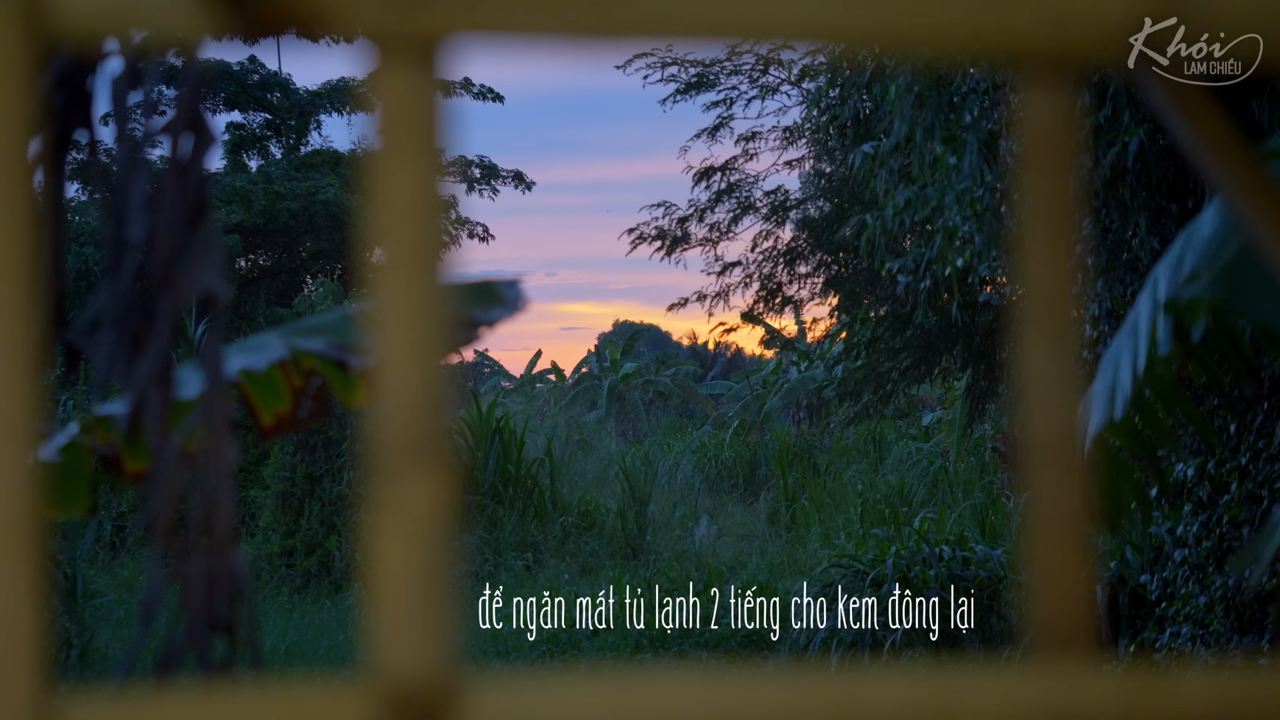 Khói
LAM CHIỀU
để ngăn mát tủ lạnh 2 tiếng cho kem đông lại